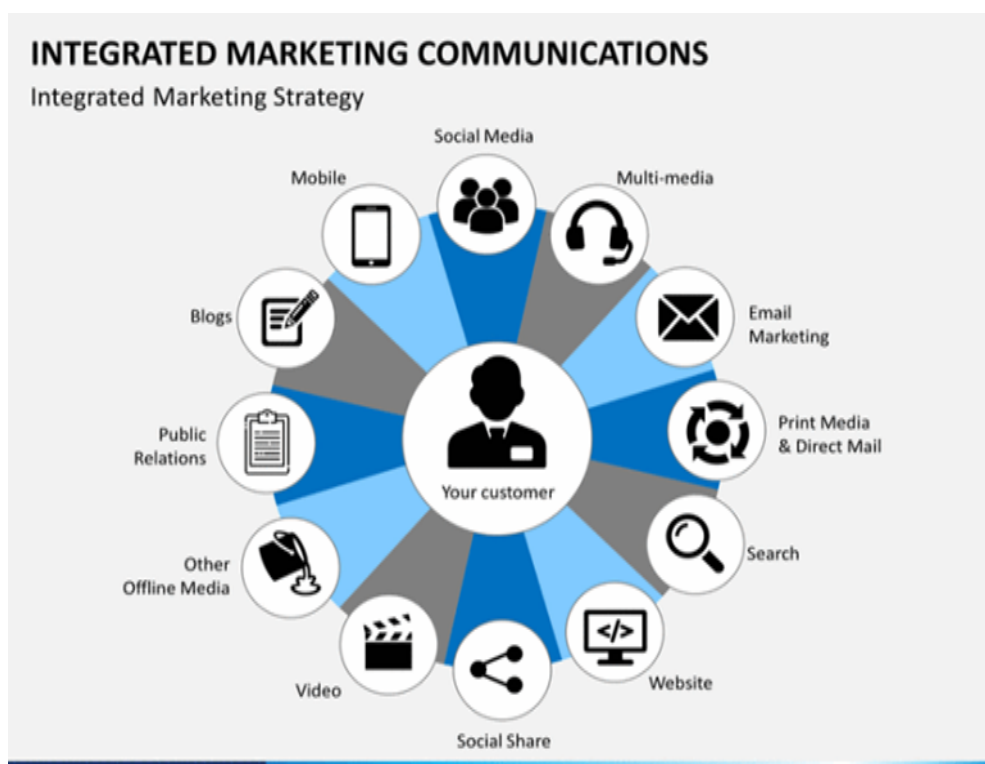 INTEGRATED MARKETING COMMUNICATIONS
Integrated Marketing Strategy
Social Media
Mobile
Multi-media
Blogs
Email
Marketing
Public
Relations
Print Media
& Direct Mail
Your customer
Other
Offline Media
Search
</>
Video
Website
Social Share